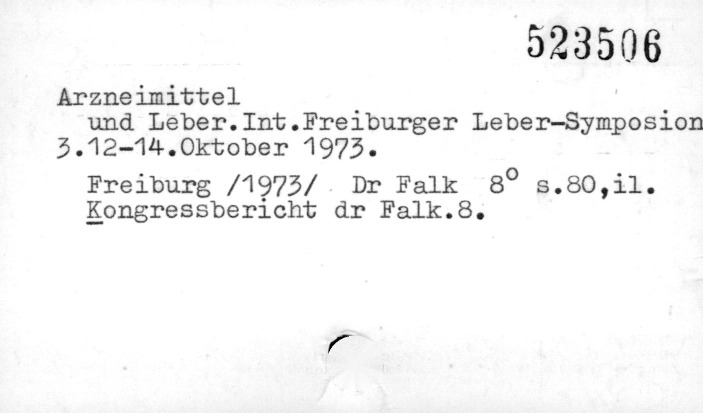 523506
Arzneimittel
und Leber.Int.Freiburger Leber-Symposion
3.12-14.Oktober 1973.
Freiburg /1973/ Dr Falk 8° s.80,il.
Kongressbericht dr Falk.8.